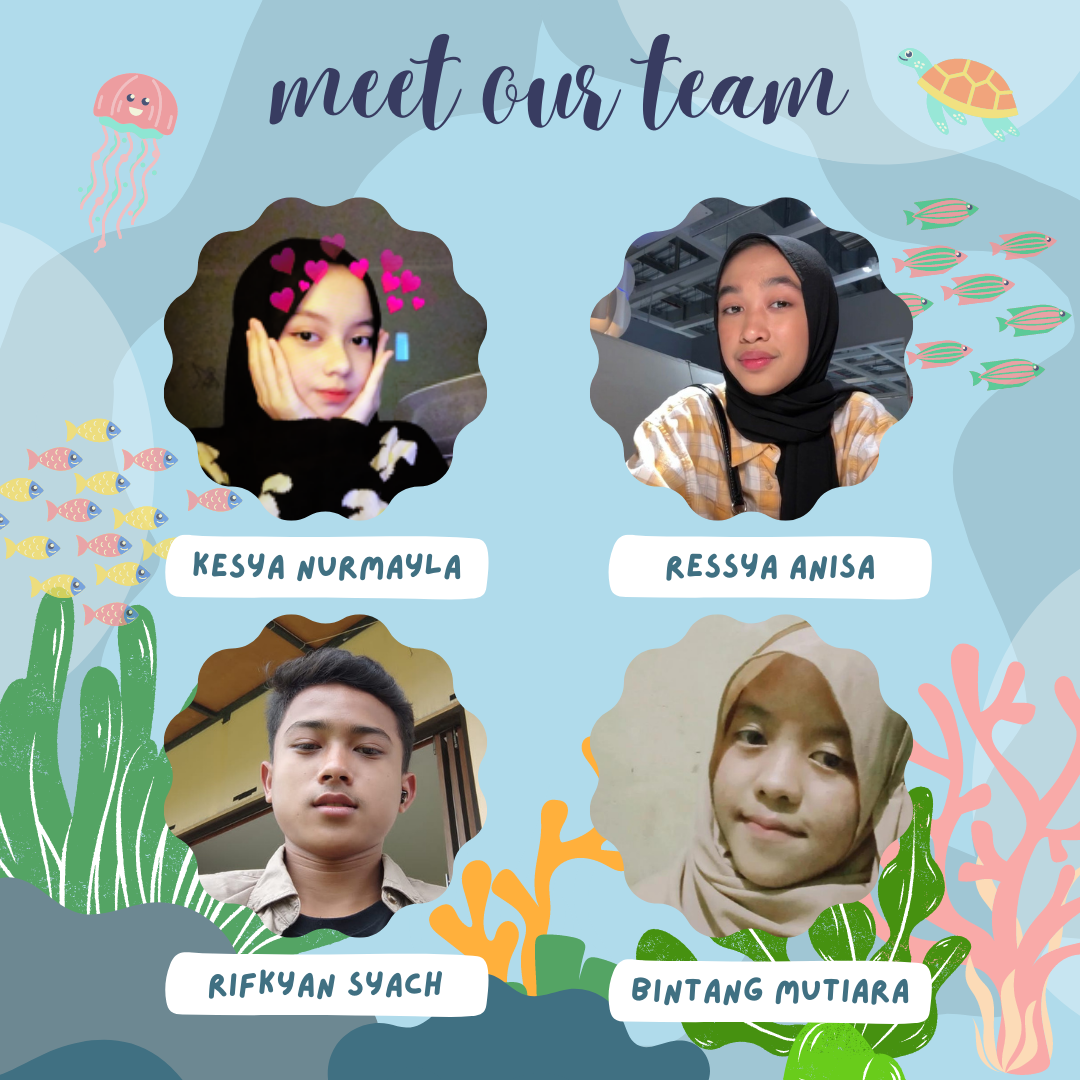 meet our team
KESYA NURMAYLA
RESSYA ANISA
RIFKYAN SYACH
BINTANG MUTIARA